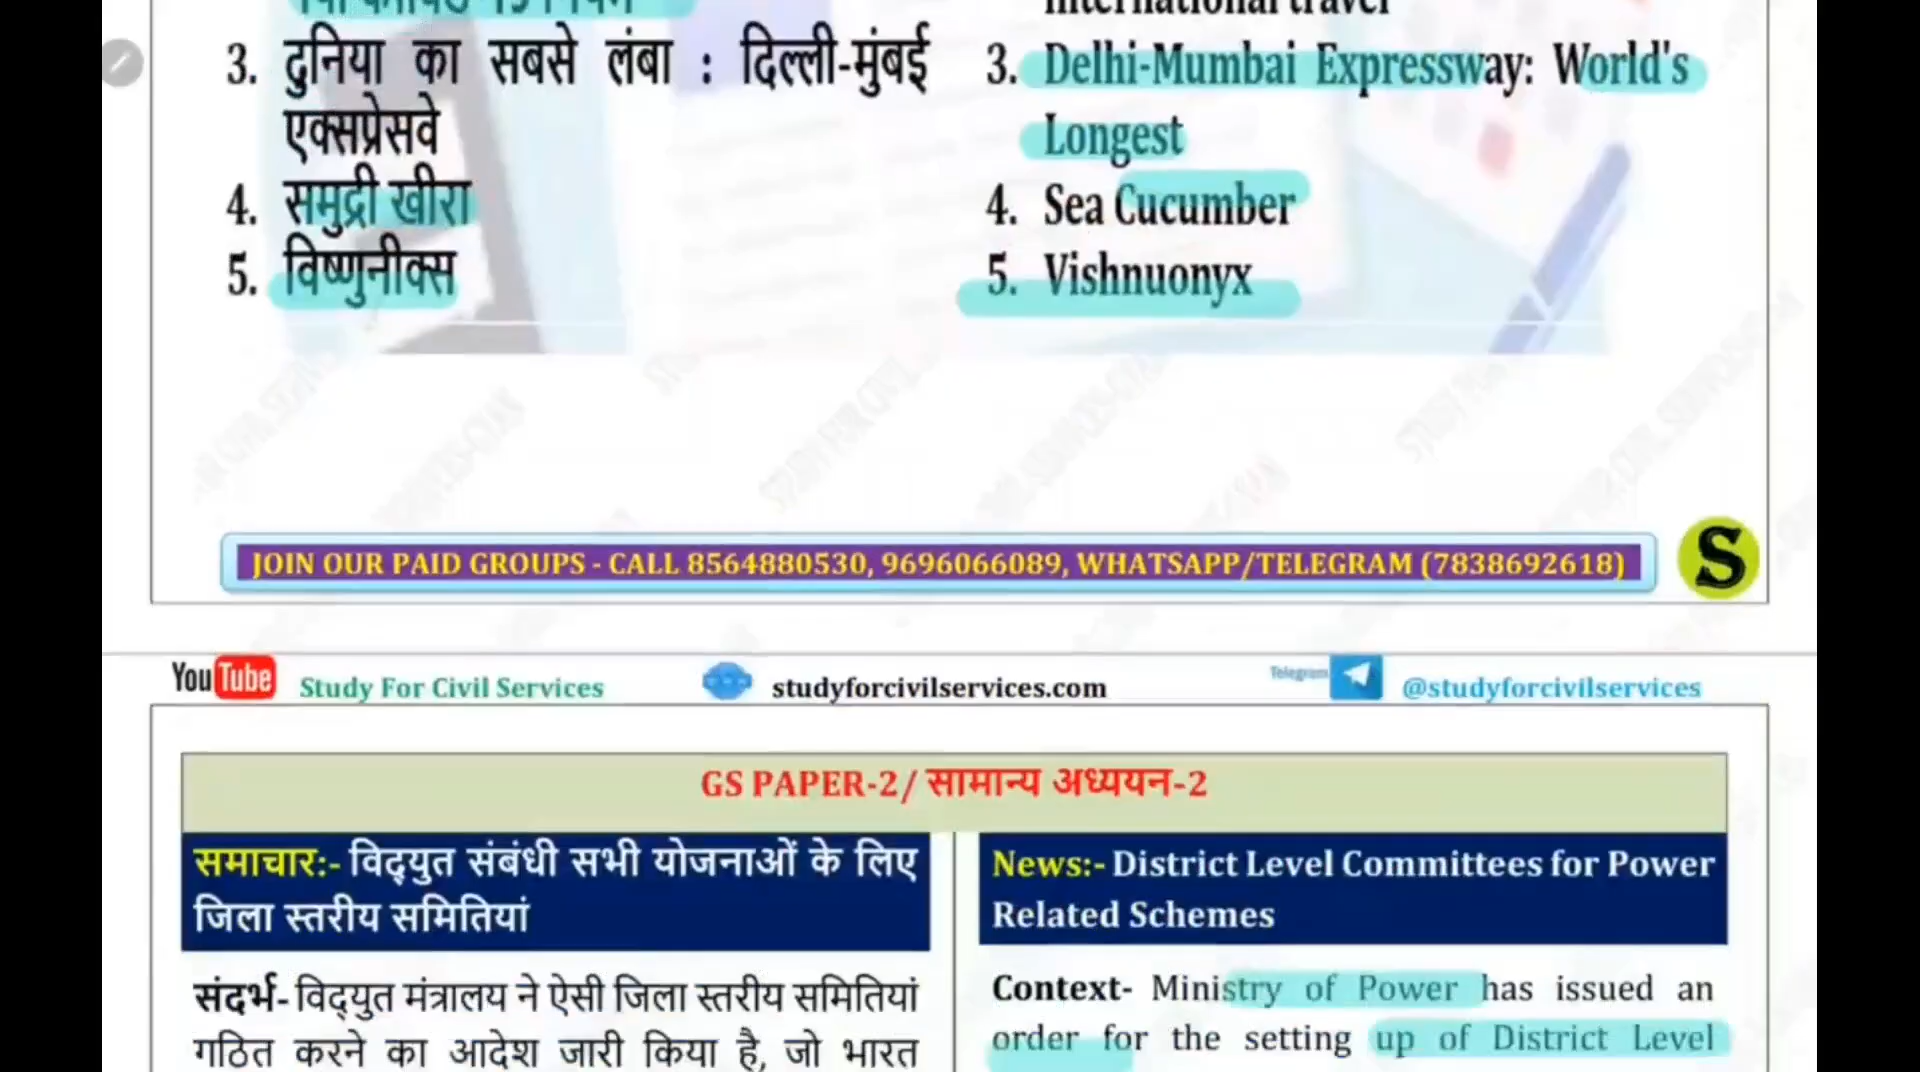 international travel
3. दुनिया का सबसे लंबा : दिल्ली-मुंबई
एक्सप्रेसवे
4. समुद्री खीरा
5. विष्णुनीक्स
3. Delhi-Mumbai Expressway: World's
Longest
4. Sea Cucumber
5. Vishnuonyx
JOIN OUR PAID GROUPS - CALL 8564880530, 9696066089, WHATSAPP/TELEGRAM (7838692618)
S
YouTube Study For Civil Services studyforcivilservices.com Telegram @studyforcivilservices
GS PAPER-2/ सामान्य अध्ययन-2
समाचार:- विद्युत संबंधी सभी योजनाओं के लिए
जिला स्तरीय समितियां
संदर्भ- विद्युत मंत्रालय ने ऐसी जिला स्तरीय समितियां
गठित करने का आदेश जारी किया है, जो भारत
News:- District Level Committees for Power
Related Schemes
Context- Ministry of Power has issued an
order for the setting up of District Level